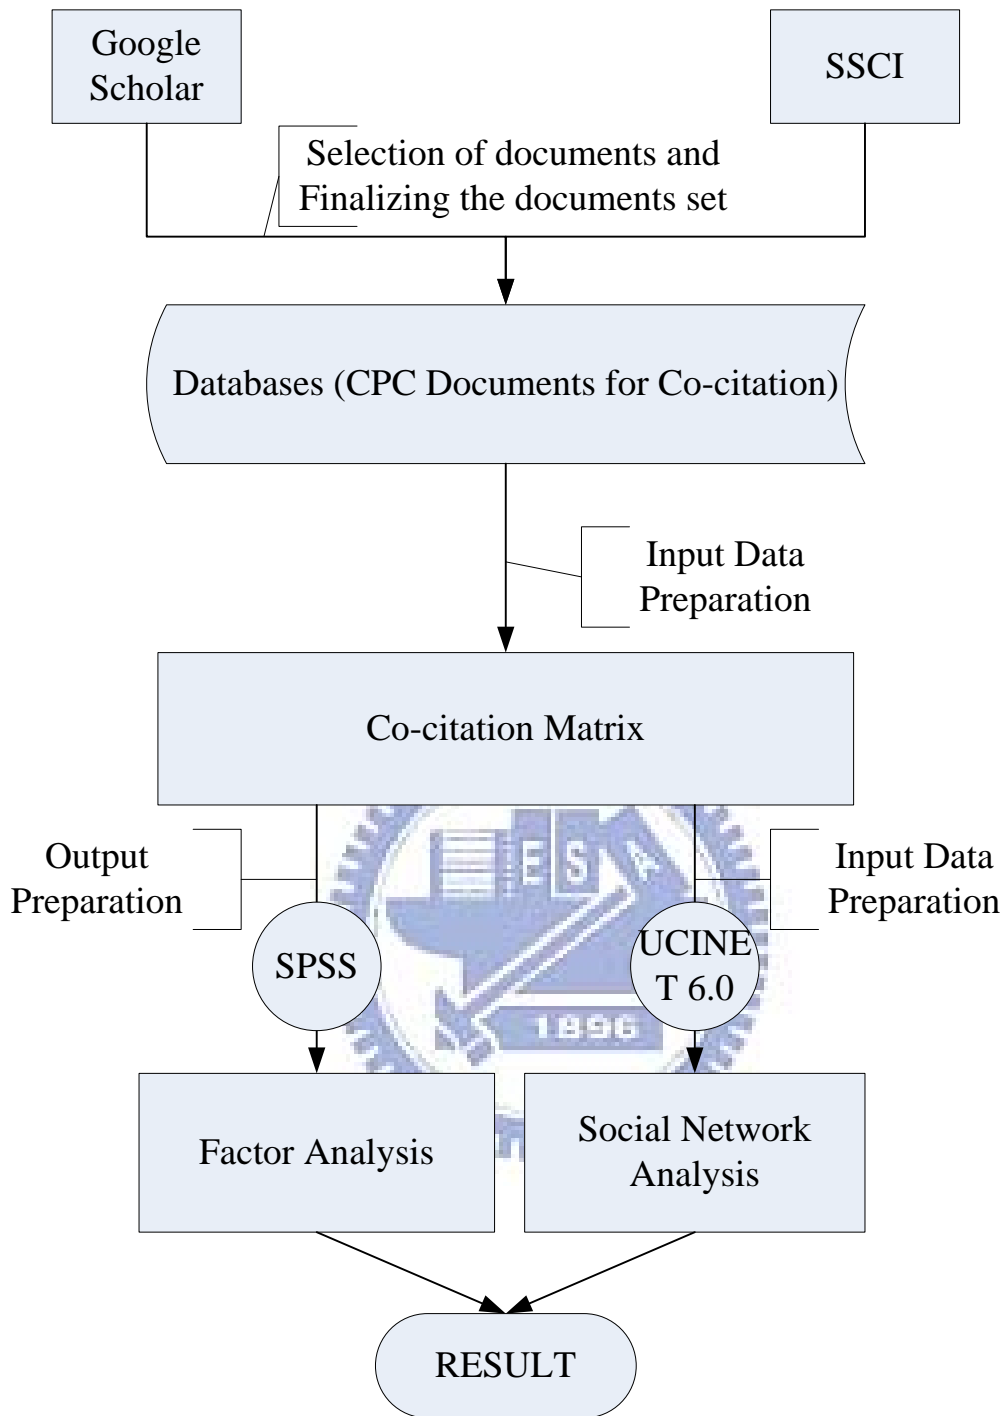 Google
Scholar
SSCI
Selection of documents and
Finalizing the documents set
Databases (CPC Documents for Co-citation)
Input Data
Preparation
Co-citation Matrix
Output
Preparation
Input Data
Preparation
E S A
SPSS
UCINE
T 6.0
1896
Factor Analysis
Social Network
Analysis
RESULT